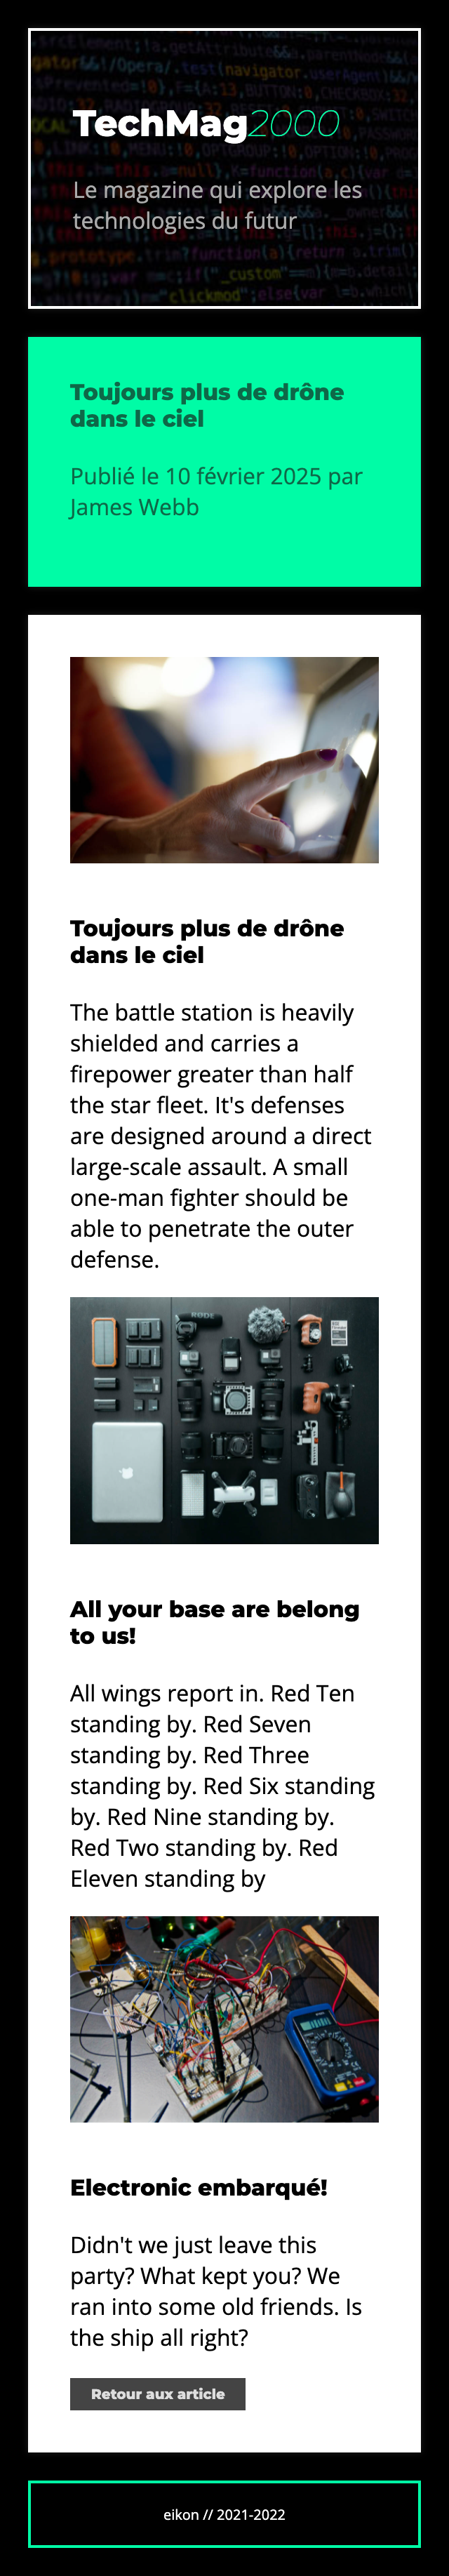 TechMag2000
Le magazine qui explore les
technologies du futur
Toujours plus de drône
dans le ciel
Publié le 10 février 2025 par
James Webb
Toujours plus de drône
dans le ciel
The battle station is heavily
shielded and carries a
firepower greater than half
the star fleet. It's defenses
are designed around a direct
large-scale assault. A small
one-man fighter should be
able to penetrate the outer
defense.
RODE
All your base are belong
to us!
All wings report in. Red Ten
standing by. Red Seven
standing by. Red Three
standing by. Red Six standing
by. Red Nine standing by.
Red Two standing by. Red
Eleven standing by
Electronic embarqué!
Didn't we just leave this
party? What kept you? We
ran into some old friends. Is
the ship all right?
Retour aux article
eikon // 2021-2022